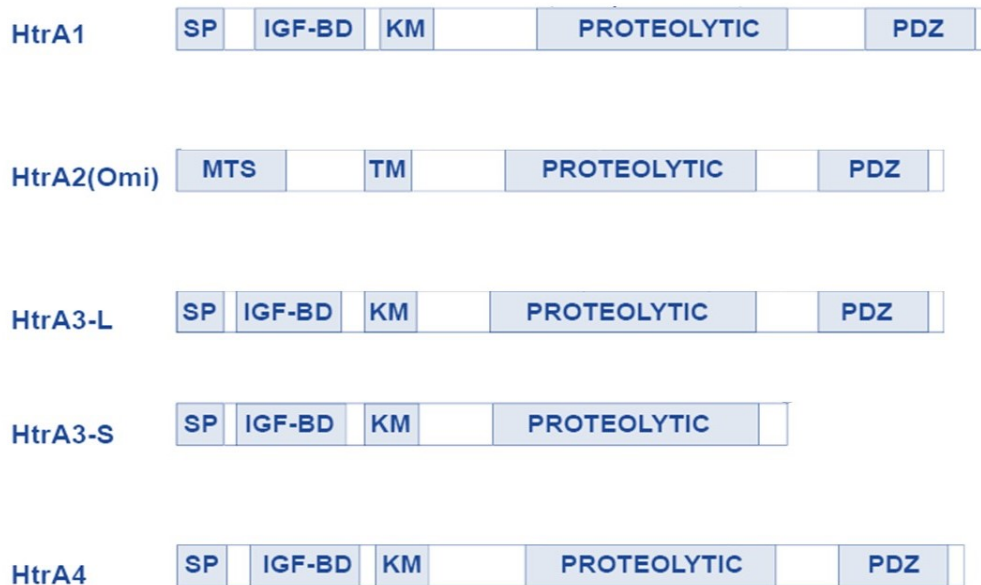 HtrA1 SP IGF-BD KM PROTEOLYTIC PDZ
HtrA2(Omi) MTS TM PROTEOLYTIC PDZ
HtrA3-L SP IGF-BD KM PROTEOLYTIC PDZ
HtrA3-S SP IGF-BD KM PROTEOLYTIC
HtrA4 SP IGF-BD KM PROTEOLYTIC PDZ